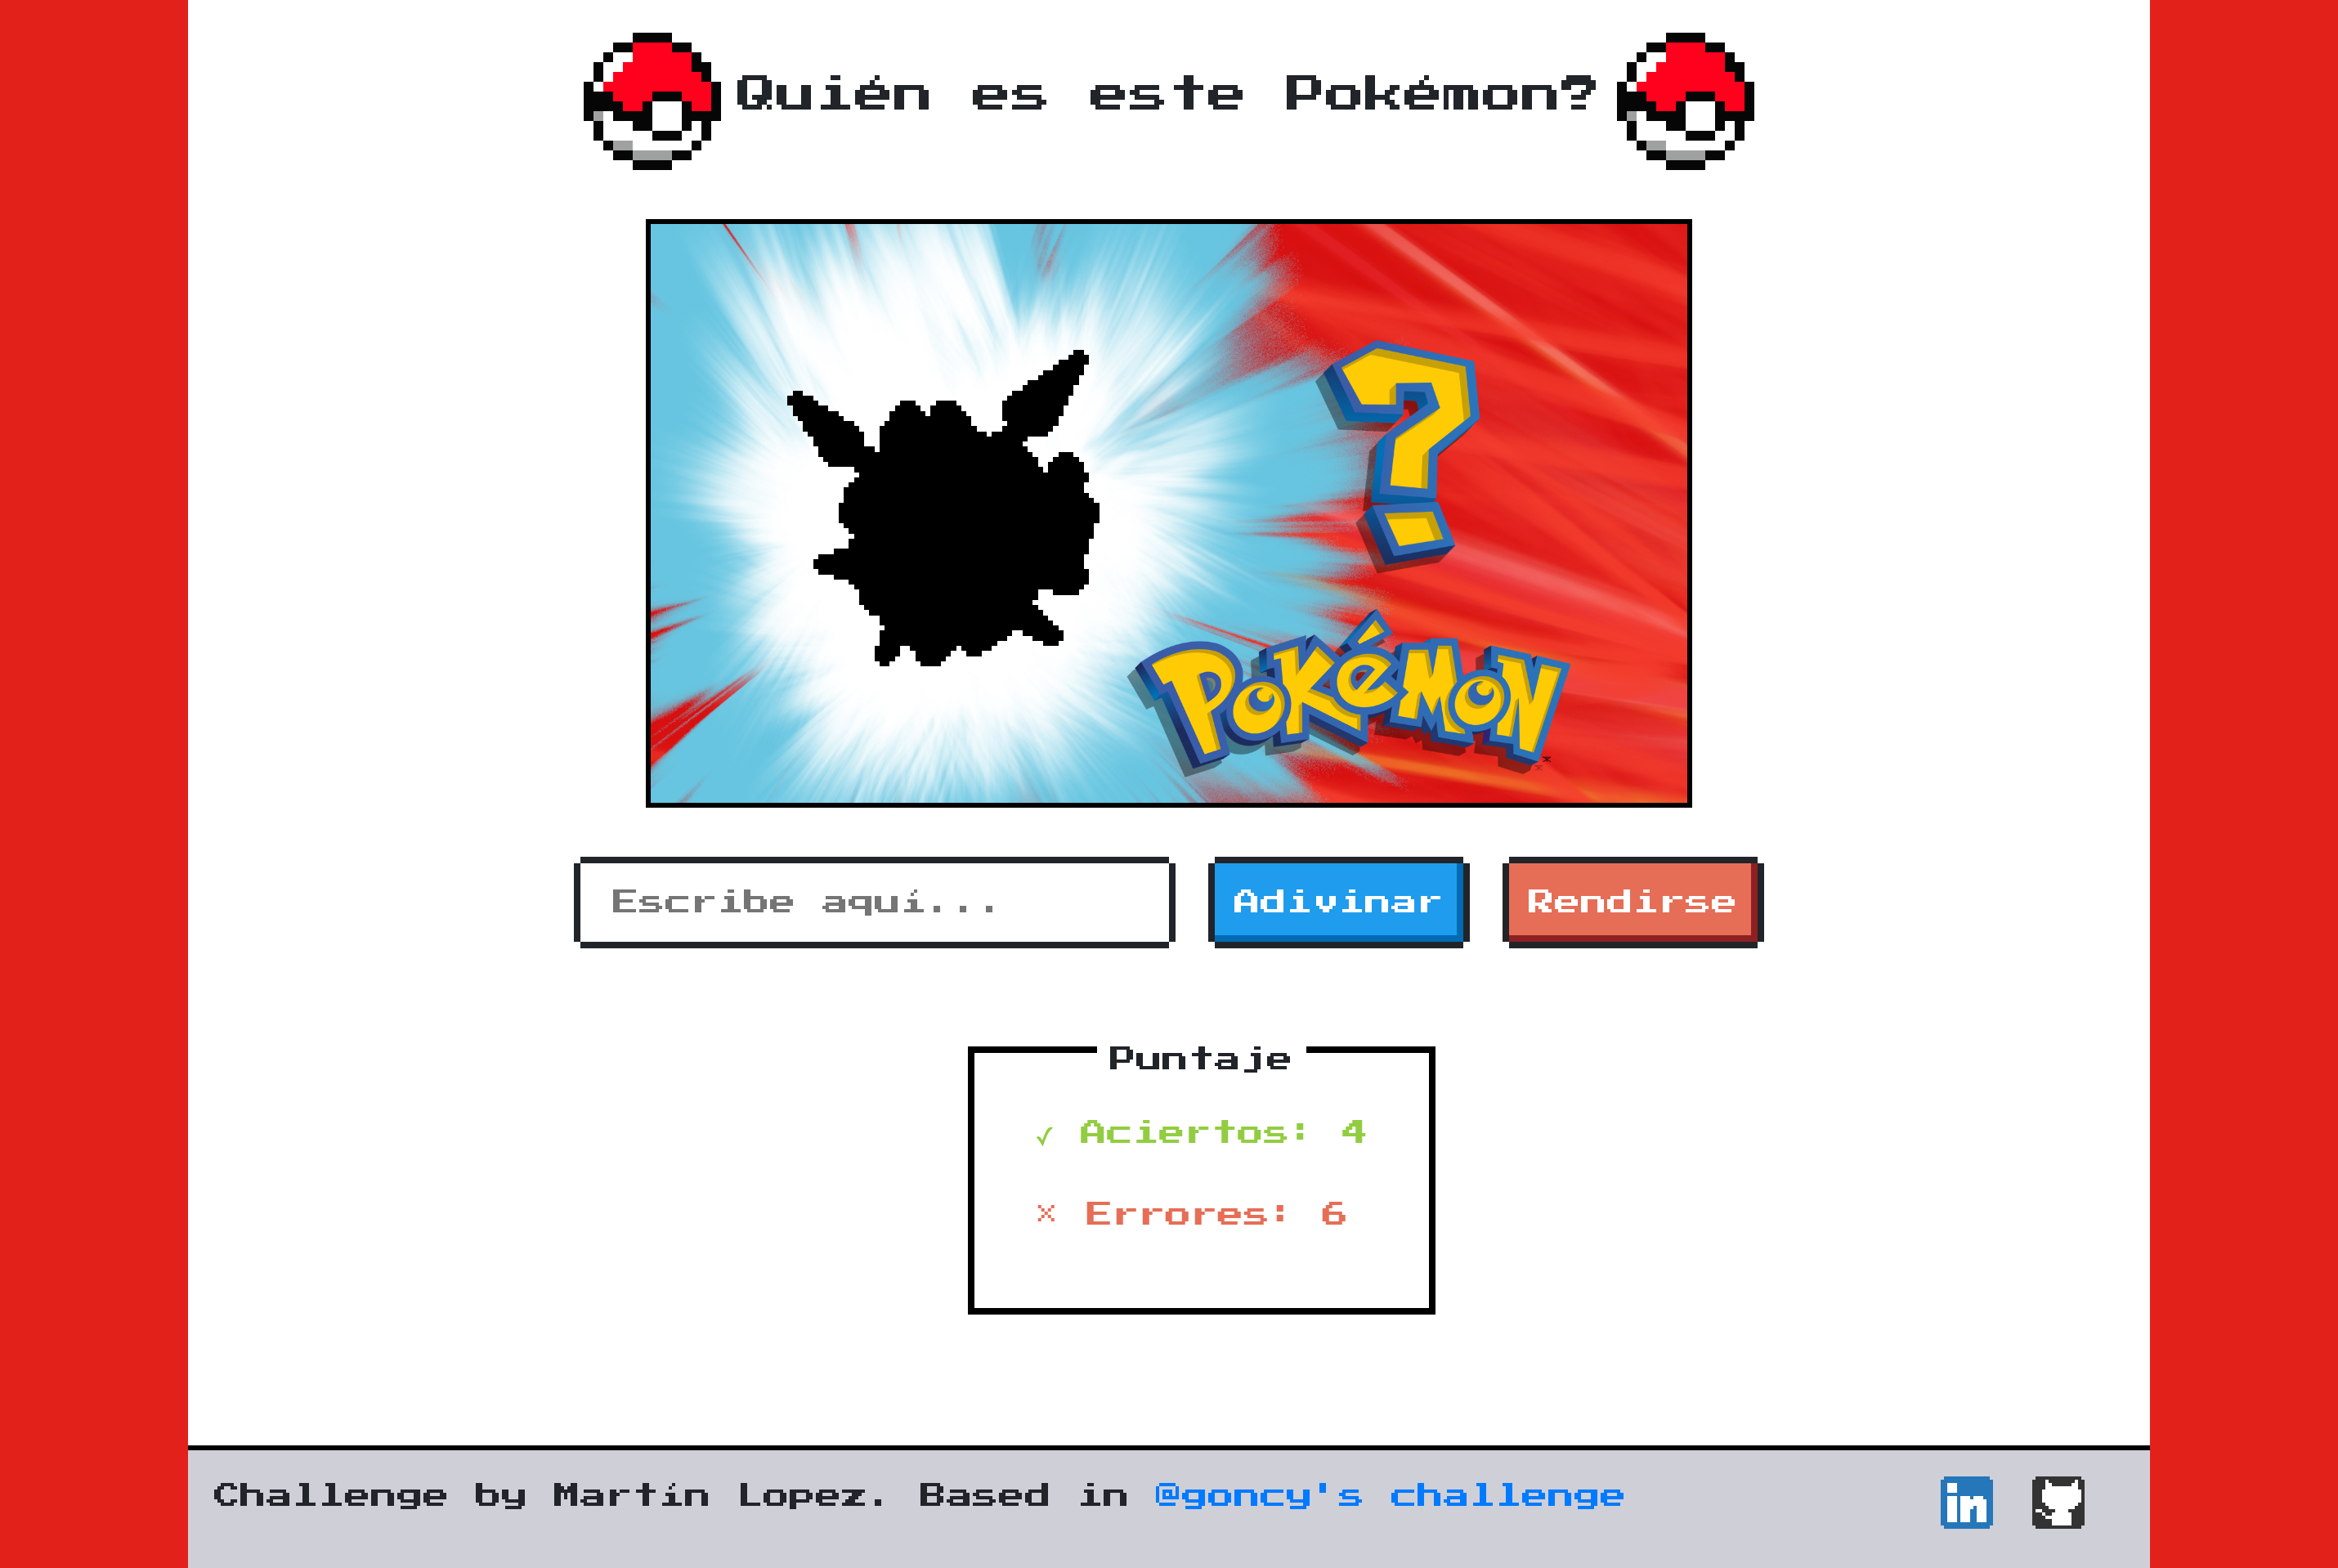 Quién es este Pokémon?
?
POKéMON
Escribe aquí...
Adivinar
Rendirse
Puntaje
✓ Aciertos: 4
× Errores: 6
Challenge by Martín Lopez. Based in @goncy's challenge
in